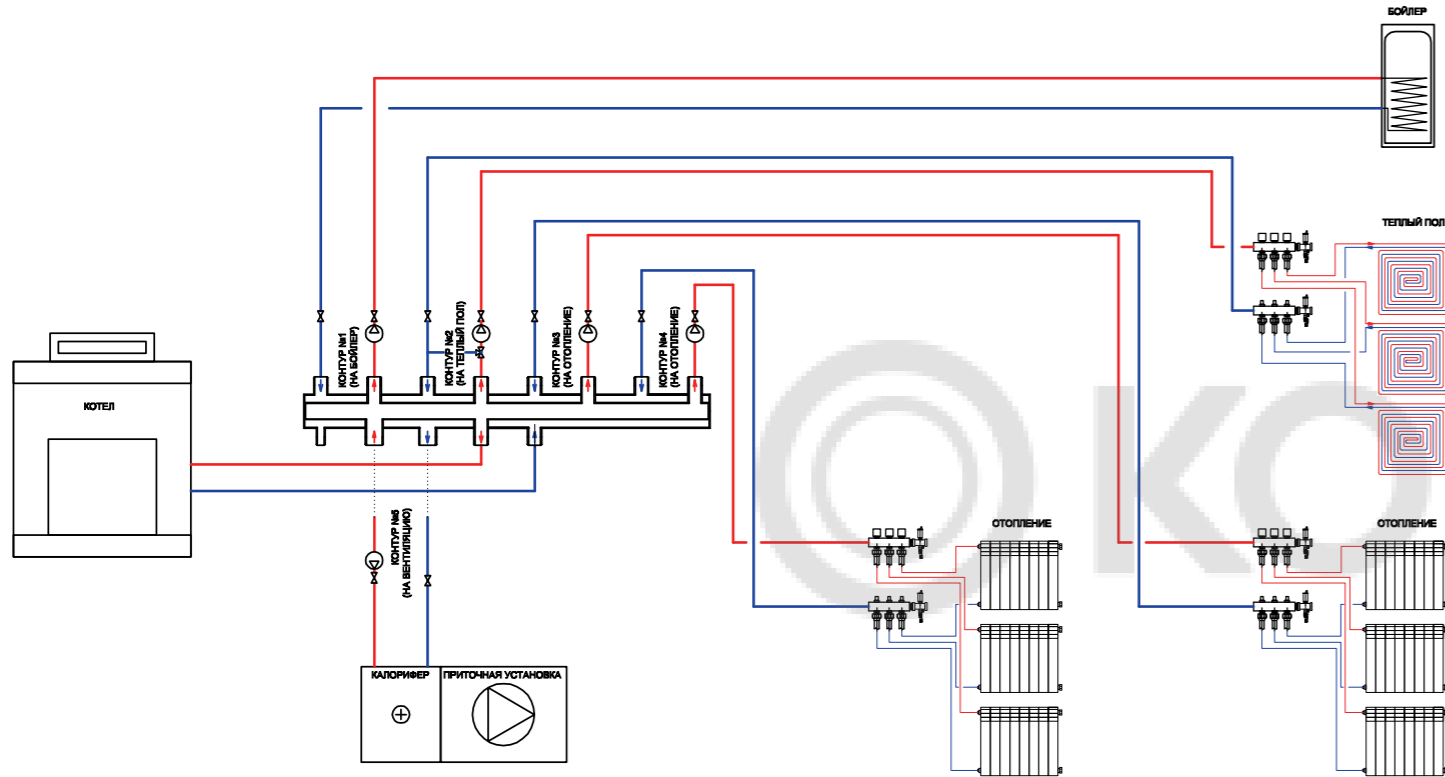 БОЙЛЕР
ТЕПЛЫЙ ПОЛ
КОНТУР №1
(НА БОЙЛЕР)
КОНТУР №2
(НА ТЕПЛЫЙ ПОЛ)
КОНТУР №3
(НА ОТОПЛЕНИЕ)
КОНТУР №4
(НА ОТОПЛЕНИЕ)
КОТЕЛ
КО
КОНТУР №5
(НА ВЕНТИЛЯЦИЮ)
ОТОПЛЕНИЕ
ОТОПЛЕНИЕ
КАЛОРИФЕР
ПРИТОЧНАЯ УСТАНОВКА